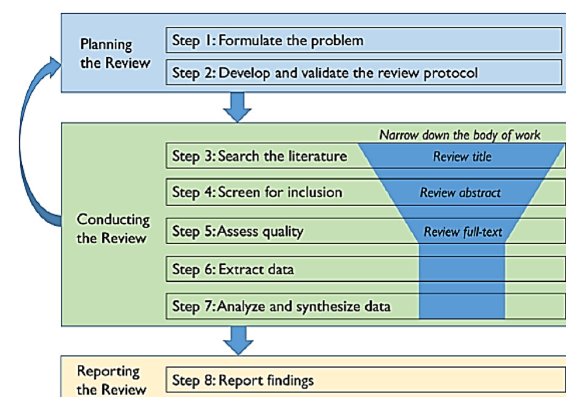 Planning
the Review
Step 1: Formulate the problem
Step 2: Develop and validate the review protocol
Narrow down the body of work
Conducting
the Review
Step 3: Search the literature
Review title
Step 4: Screen for inclusion
Review abstract
Step 5: Assess quality
Review full-text
Step 6: Extract data
Step 7: Analyze and synthesize data
Reporting
the Review
Step 8: Report findings